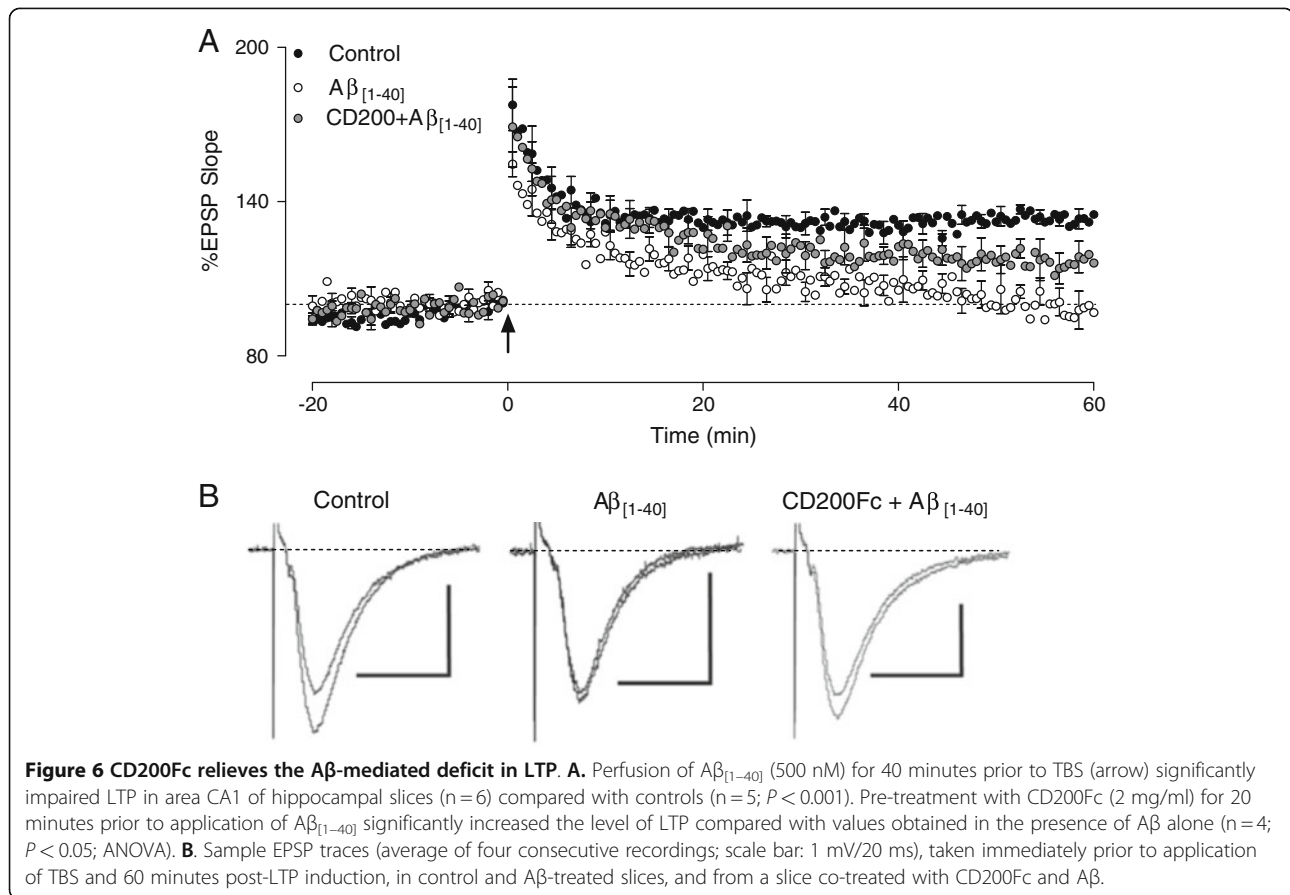 A
200
Control
Aβ[1-40]
CD200+Aβ[1-40]
140
%EPSP Slope
80
-20
0
20
40
60
Time (min)
B
Control
Aβ[1-40]
CD200Fc + Aβ[1-40]
Figure 6 CD200Fc relieves the Aβ-mediated deficit in LTP. A. Perfusion of Aβ[1–40] (500 nM) for 40 minutes prior to TBS (arrow) significantly
impaired LTP in area CA1 of hippocampal slices (n = 6) compared with controls (n = 5; P < 0.001). Pre-treatment with CD200Fc (2 mg/ml) for 20
minutes prior to application of Aβ[1–40] significantly increased the level of LTP compared with values obtained in the presence of Aβ alone (n = 4;
P < 0.05; ANOVA). B. Sample EPSP traces (average of four consecutive recordings; scale bar: 1 mV/20 ms), taken immediately prior to application
of TBS and 60 minutes post-LTP induction, in control and Aβ-treated slices, and from a slice co-treated with CD200Fc and Aβ.